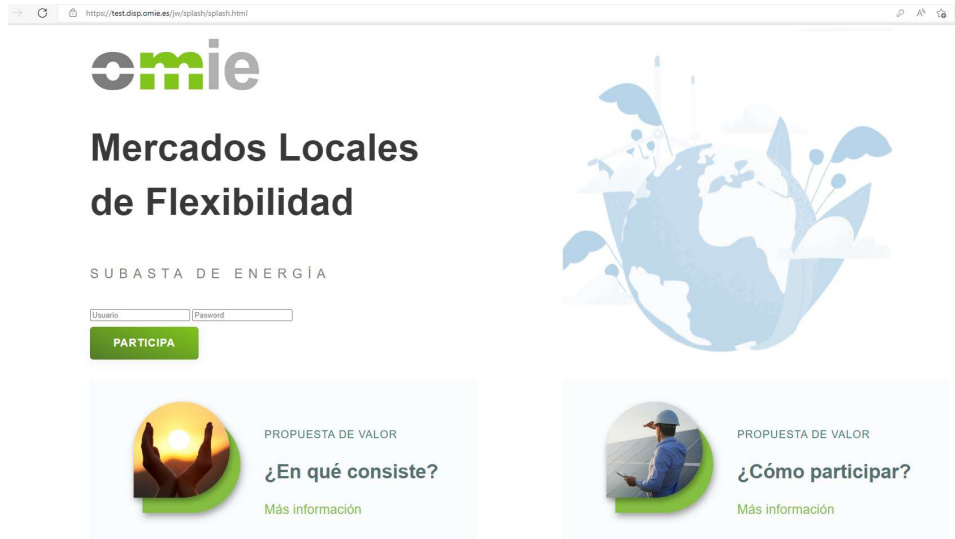 https://test.disp.omie.es/jw/splash/splash.html
omie
Mercados Locales
de Flexibilidad
SUBASTA DE ENERGÍA
Usuario Pasword
PARTICIPA
PROPUESTA DE VALOR
¿En qué consiste?
Más información
PROPUESTA DE VALOR
¿Cómo participar?
Más información